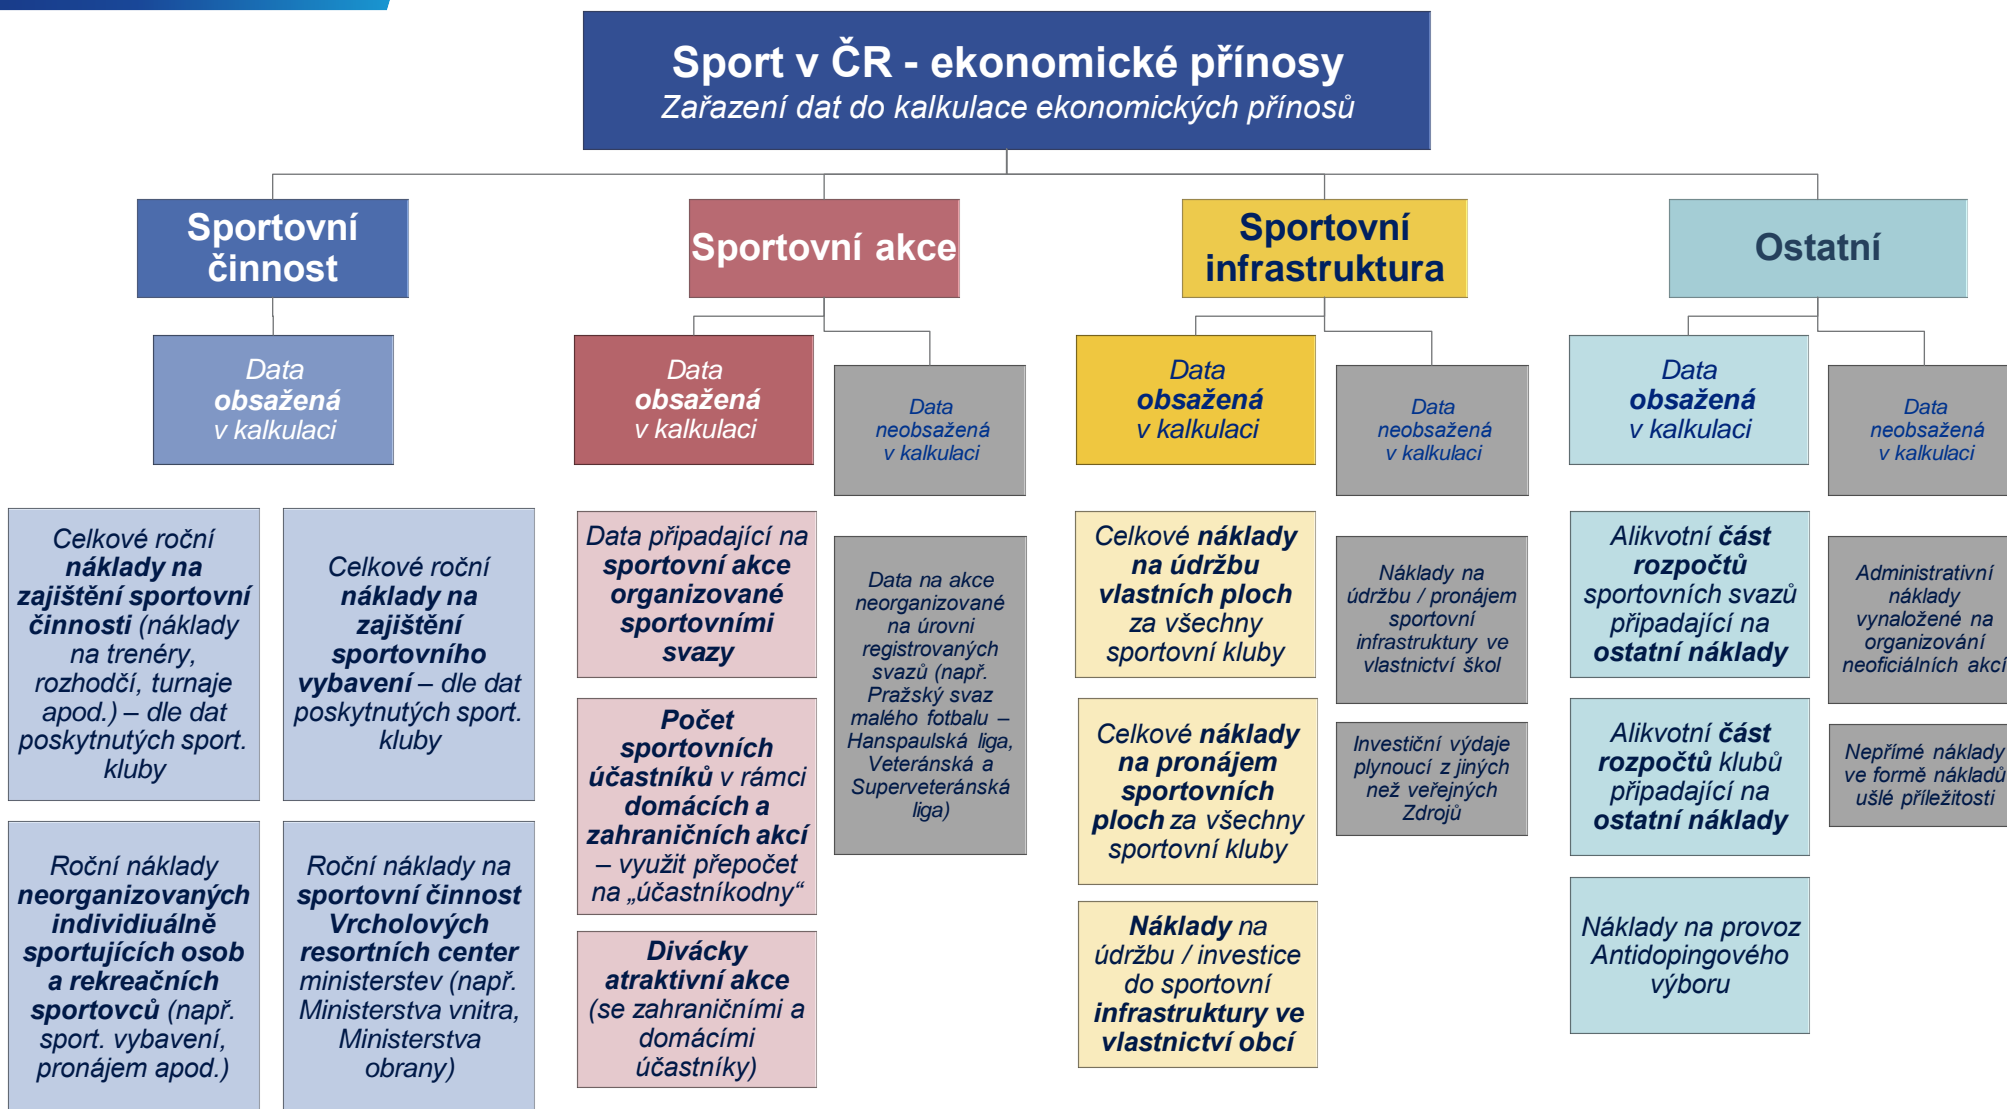 Sport v ČR - ekonomické přínosy
Zařazení dat do kalkulace ekonomických přínosů
Sportovní
činnost
Sportovní akce
Sportovní
infrastruktura
Ostatní
Data
obsažená
v kalkulaci
Data
obsažená
v kalkulaci
Data
neobsažená
v kalkulaci
Data
obsažená
v kalkulaci
Data
neobsažená
v kalkulaci
Data
obsažená
v kalkulaci
Data
neobsažená
v kalkulaci
Celkové roční
náklady na
zajištění sportovní
činnosti (náklady
na trenéry,
rozhodčí, turnaje
apod.) – dle dat
poskytnutých sport.
kluby
Celkové roční
náklady na
zajištění
sportovního
vybavení – dle dat
poskytnutých sport.
kluby
Roční náklady
neorganizovaných
individiuálně
sportujících osob
a rekreačních
sportovců (např.
sport. vybavení,
pronájem apod.)
Roční náklady na
sportovní činnost
Vrcholových
resortních center
ministerstev (např.
Ministerstva vnitra,
Ministerstva
obrany)
Data připadající na
sportovní akce
organizované
sportovními
svazy
Počet
sportovních
účastníků v rámci
domácích a
zahraničních akcí
– využit přepočet
na „účastníkodny“
Divácky
atraktivní akce
(se zahraničními a
domácími
účastníky)
Data na akce
neorganizované
na úrovni
registrovaných
svazů (např.
Pražský svaz
malého fotbalu –
Hanspaulská liga,
Veteránská a
Superveteránská
liga)
Celkové náklady
na údržbu
vlastních ploch
za všechny
sportovní kluby
Celkové náklady
na pronájem
sportovních
ploch za všechny
sportovní kluby
Náklady na
údržbu / investice
do sportovní
infrastruktury ve
vlastnictví obcí
Náklady na
údržbu / pronájem
sportovní
infrastruktury ve
vlastnictví škol
Investiční výdaje
plynoucí z jiných
než veřejných
Zdrojů
Alikvotní část
rozpočtů
sportovních svazů
připadající na
ostatní náklady
Alikvotní část
rozpočtů klubů
připadající na
ostatní náklady
Náklady na provoz
Antidopingového
výboru
Administrativní
náklady
vynaložené na
organizování
neoficiálních akcí
Nepřímé náklady
ve formě nákladů
ušlé příležitosti